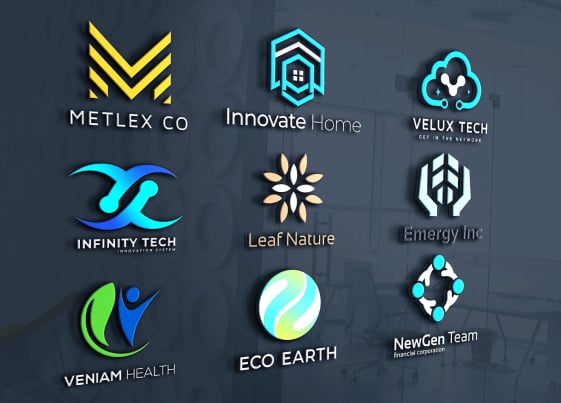 METLEX CO
Innovate Home
VELUX TECH
GET IN THE NETWORK
INFINITY TECH
INNOVATION SYSTEM
Leaf Nature
Emergy Inc
VENIAM HEALTH
ECO EARTH
NewGen Team
financial corporation